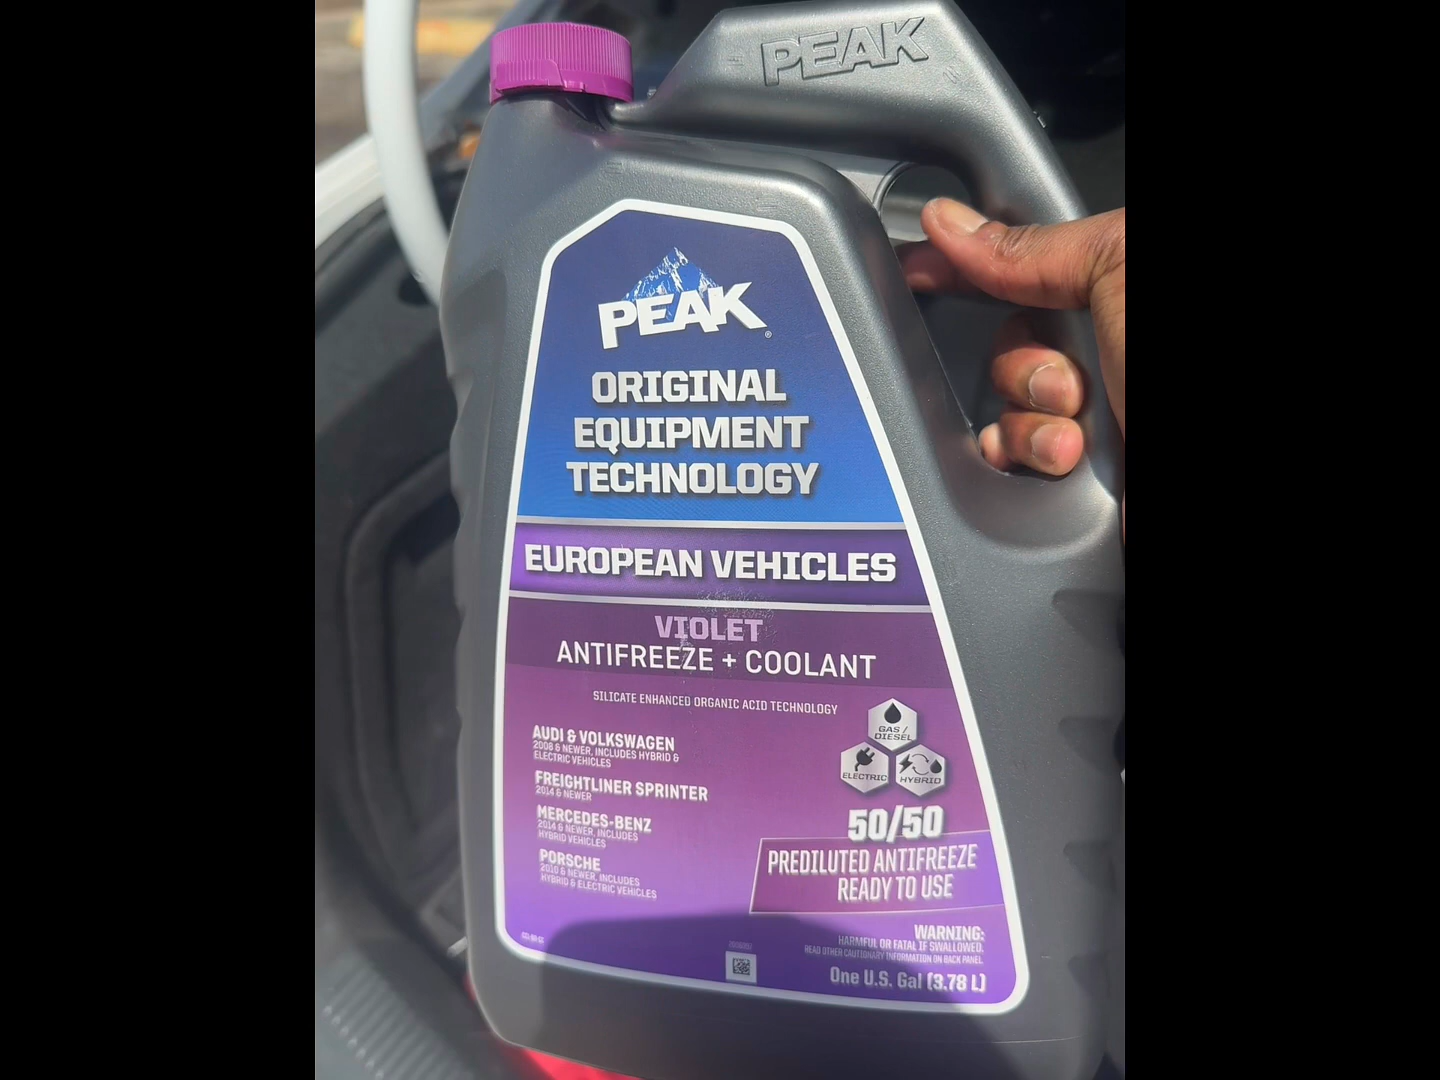 PEAK
PEAK
ORIGINAL
EQUIPMENT
TECHNOLOGY
EUROPEAN VEHICLES
VIOLET
ANTIFREEZE + COOLANT
SILICATE ENHANCED ORGANIC ACID TECHNOLOGY
AUDI & VOLKSWAGEN
2008 & NEWER, INCLUDES HYBRID &
ELECTRIC VEHICLES
FREIGHTLINER SPRINTER
2014 & NEWER
MERCEDES-BENZ
2014 & NEWER, INCLUDES
HYBRID VEHICLES
PORSCHE
2010 & NEWER, INCLUDES
HYBRID & ELECTRIC VEHICLES
GAS /
DIESEL
ELECTRIC
HYBRID
50/50
PREDILUTED ANTIFREEZE
READY TO USE
WARNING:
HARMFUL OR FATAL IF SWALLOWED.
READ OTHER CAUTIONARY INFORMATION ON BACK PANEL.
One U.S. Gal (3.78 L)